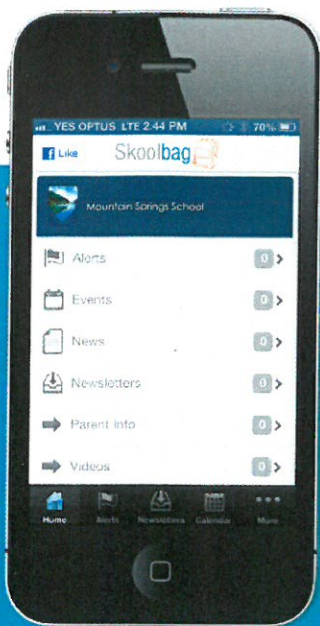 YES OPTUS LTE 2:44 PM 70%
Like Skoolbag
Mountain Springs School
Alerts 0
Events 0
News 0
Newsletters 0
Parent Info 0
Videos 0
Home Alerts Newsletters Calendar More